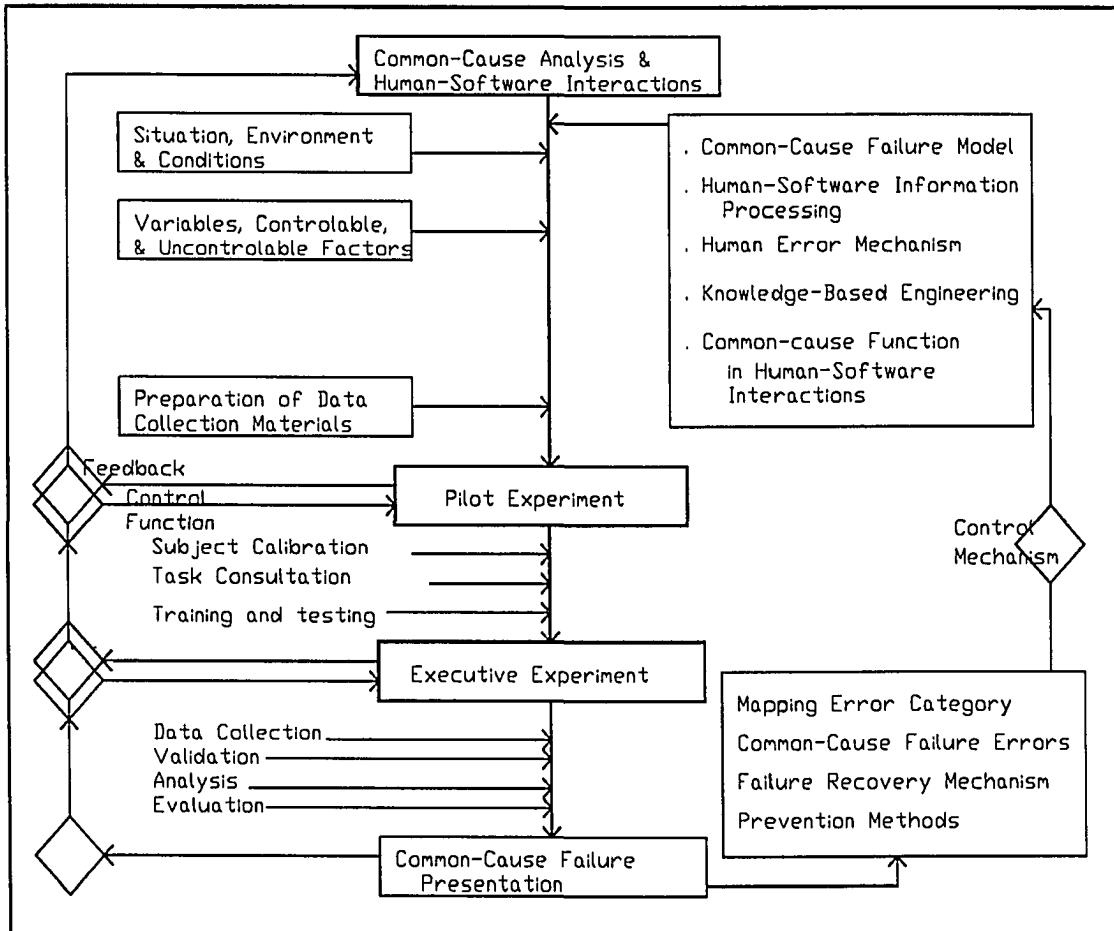 Common-Cause Analysis &
Human-Software Interactions
Situation, Environment
& Conditions
Variables, Controlable,
& Uncontrolable Factors
Preparation of Data
Collection Materials
. Common-Cause Failure Model
. Human-Software Information
Processing
. Human Error Mechanism
. Knowledge-Based Engineering
. Common-cause Function
in Human-Software
Interactions
Feedback
Control
Function
Pilot Experiment
Subject Calibration
Task Consultation
Training and testing
Control
Mechanism
Executive Experiment
Data Collection
Validation
Analysis
Evaluation
Mapping Error Category
Common-Cause Failure Errors
Failure Recovery Mechanism
Prevention Methods
Common-Cause Failure
Presentation